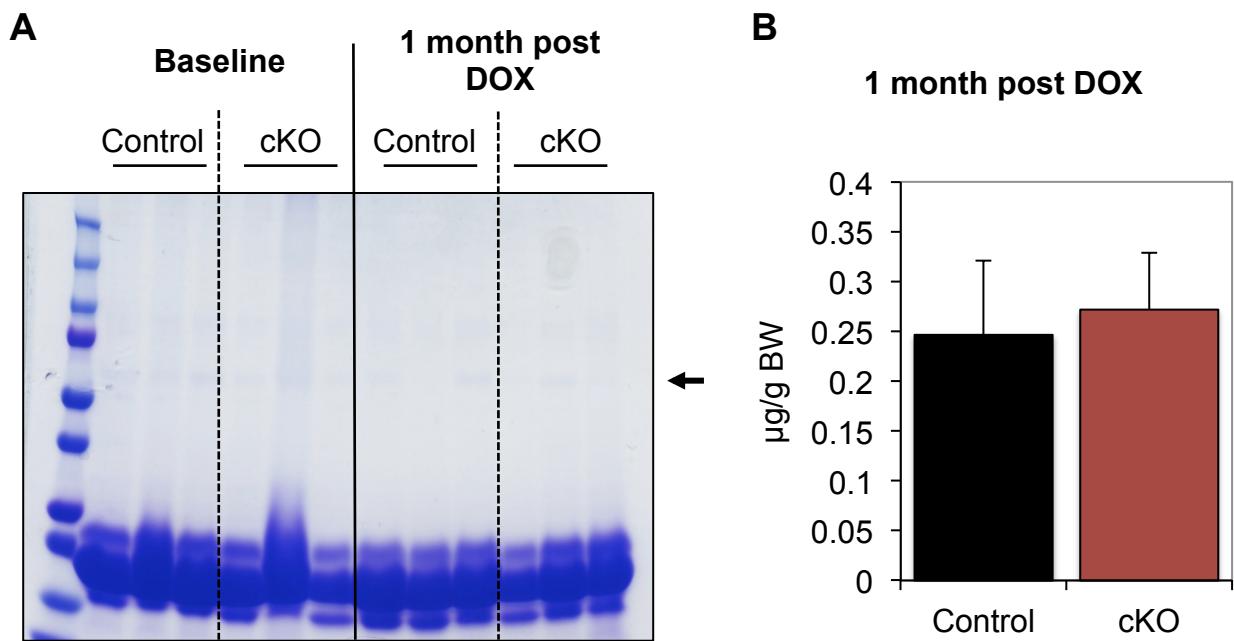 A
Baseline
1 month post
DOX
Control
cKO
Control
cKO
B
1 month post DOX
µg/g BW
0.4
0.35
0.3
0.25
0.2
0.15
0.1
0.05
0
Control
cKO